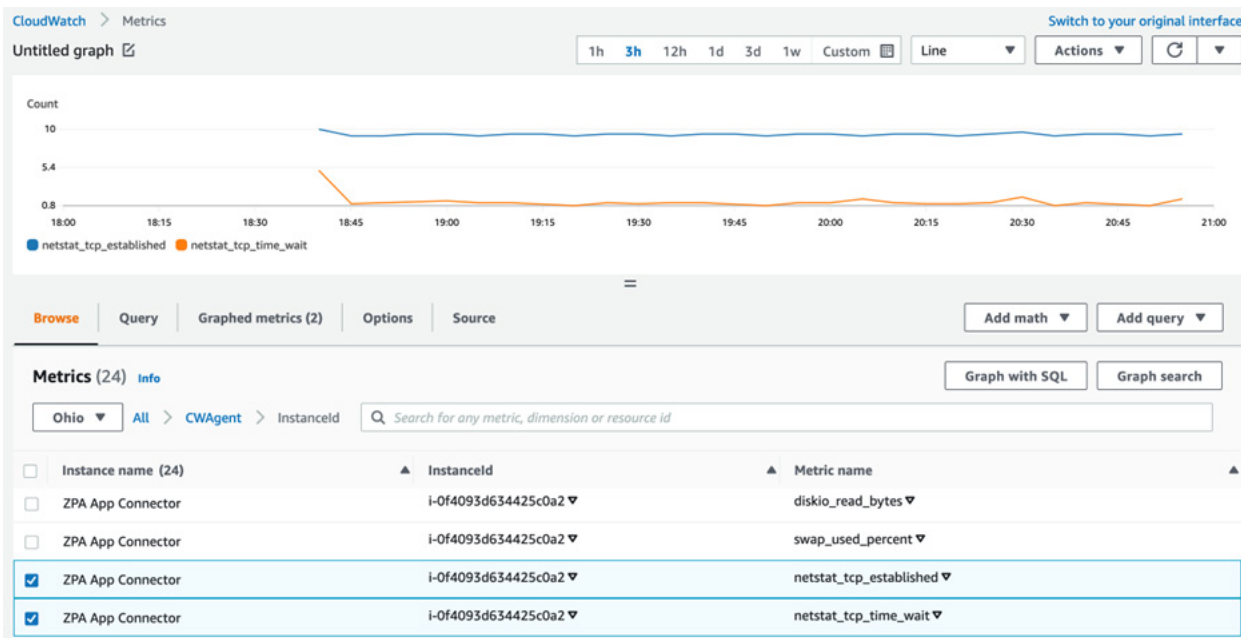 CloudWatch > Metrics Switch to your original interface
Untitled graph 1h 3h 12h 1d 3d 1w Custom Line Actions
Count
10
5.4
0.8
18:00 18:15 18:30 18:45 19:00 19:15 19:30 19:45 20:00 20:15 20:30 20:45 21:00
netstat_tcp_established netstat_tcp_time_wait
Browse Query Graphed metrics (2) Options Source Add math Add query
Metrics (24) Info Graph with SQL Graph search
Ohio All > CWAgent > InstanceId Search for any metric, dimension or resource id
Instance name (24) InstanceId Metric name
ZPA App Connector i-0f4093d634425c0a2 diskio_read_bytes
ZPA App Connector i-0f4093d634425c0a2 swap_used_percent
ZPA App Connector i-0f4093d634425c0a2 netstat_tcp_established
ZPA App Connector i-0f4093d634425c0a2 netstat_tcp_time_wait